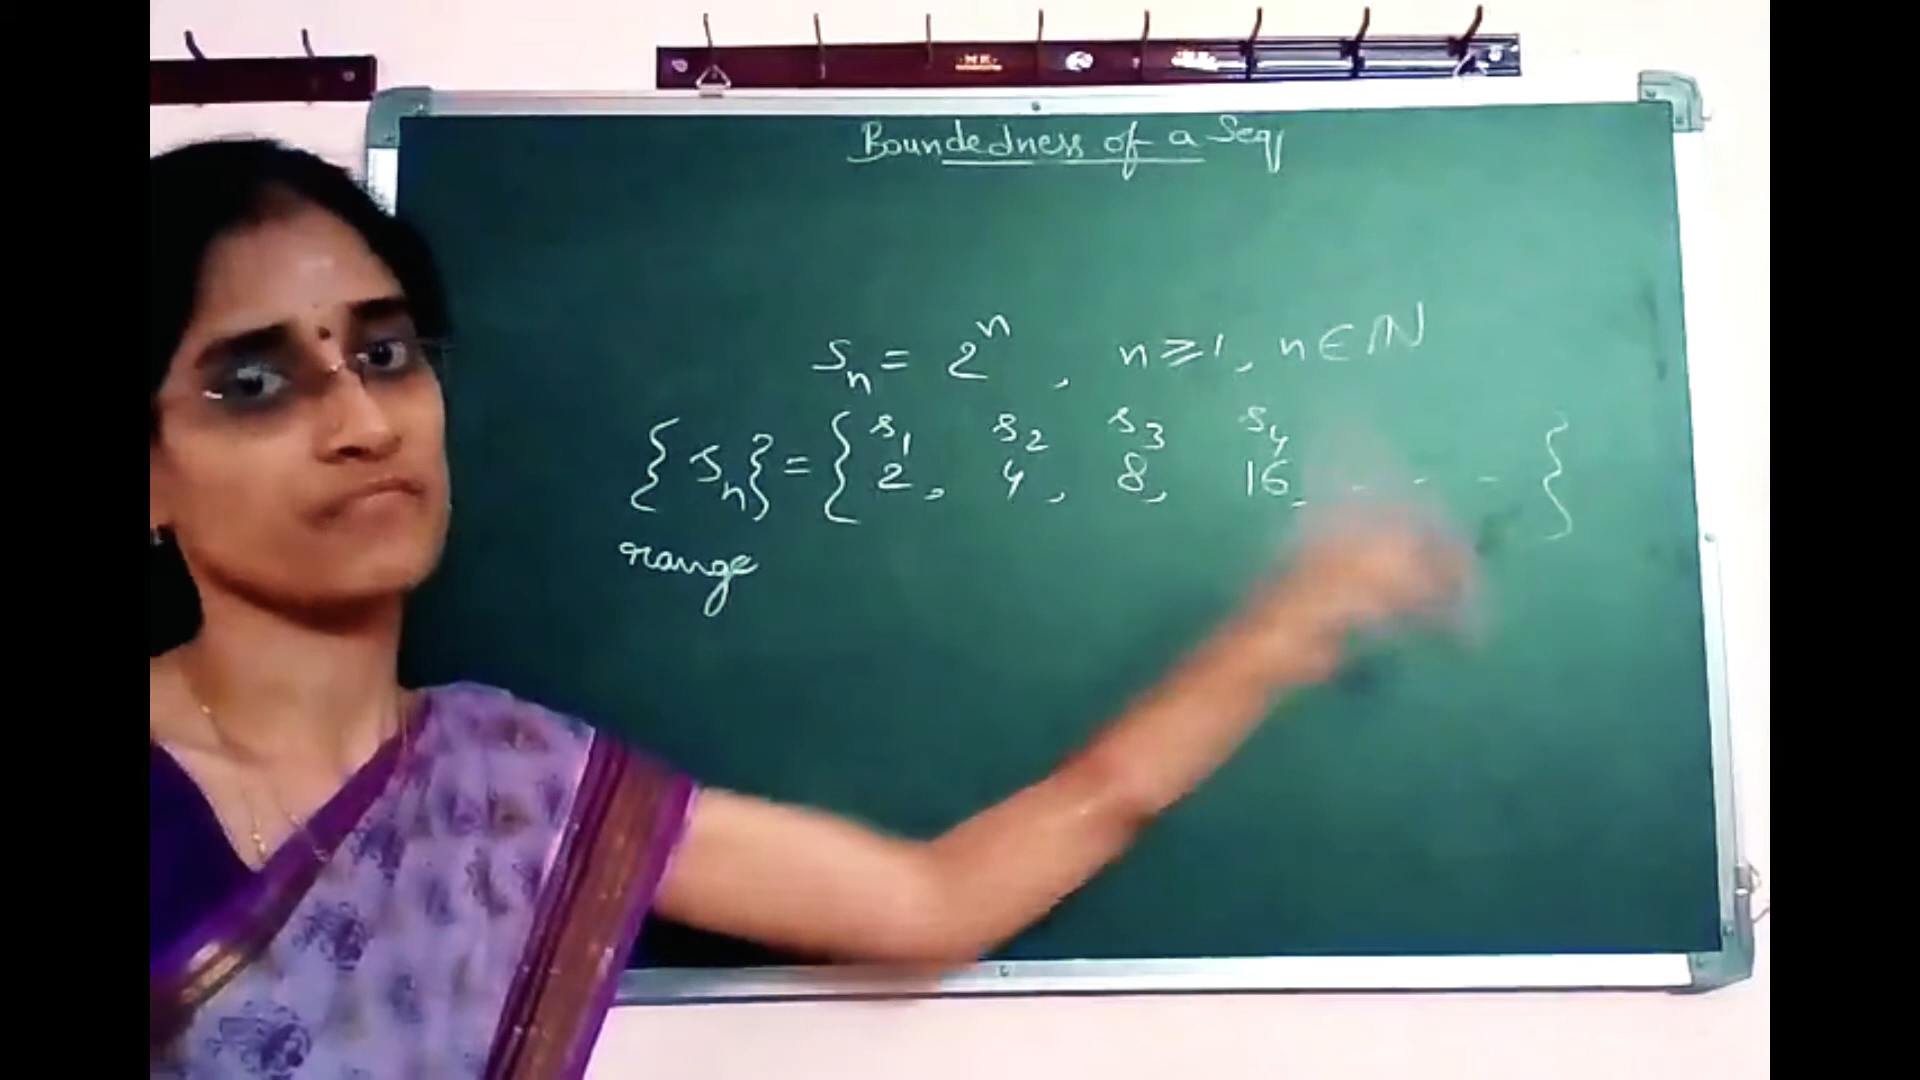 Boundedness of a Seq
Sₙ = 2ⁿ , n ≥ 1, n ∈ ℕ
s₁ s₂ s₃ s₄
{Sₙ} = {2, 4, 8, 16, - - - }
range